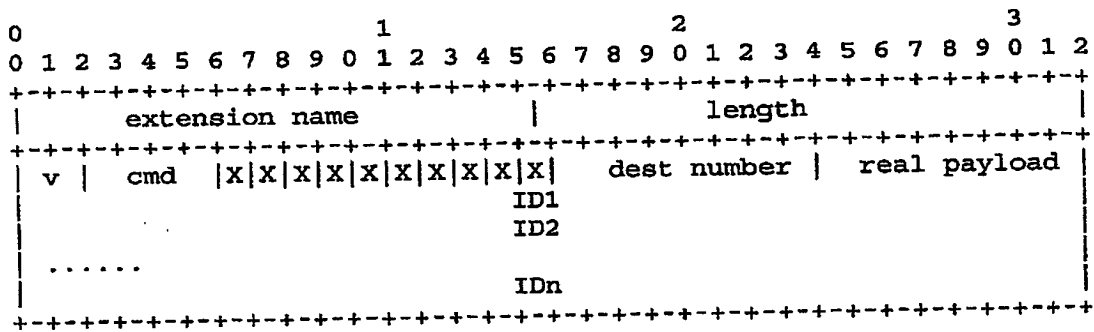 0                   1                   2                   3
0 1 2 3 4 5 6 7 8 9 0 1 2 3 4 5 6 7 8 9 0 1 2 3 4 5 6 7 8 9 0 1 2
+-+-+-+-+-+-+-+-+-+-+-+-+-+-+-+-+-+-+-+-+-+-+-+-+-+-+-+-+-+-+-+-+
| extension name | length |
+-+-+-+-+-+-+-+-+-+-+-+-+-+-+-+-+-+-+-+-+-+-+-+-+-+-+-+-+-+-+-+-+
| v | cmd |X|X|X|X|X|X|X|X|X|X| dest number | real payload |
| ID1 |
| ID2 |
| ...... |
| IDn |
+-+-+-+-+-+-+-+-+-+-+-+-+-+-+-+-+-+-+-+-+-+-+-+-+-+-+-+-+-+-+-+-+